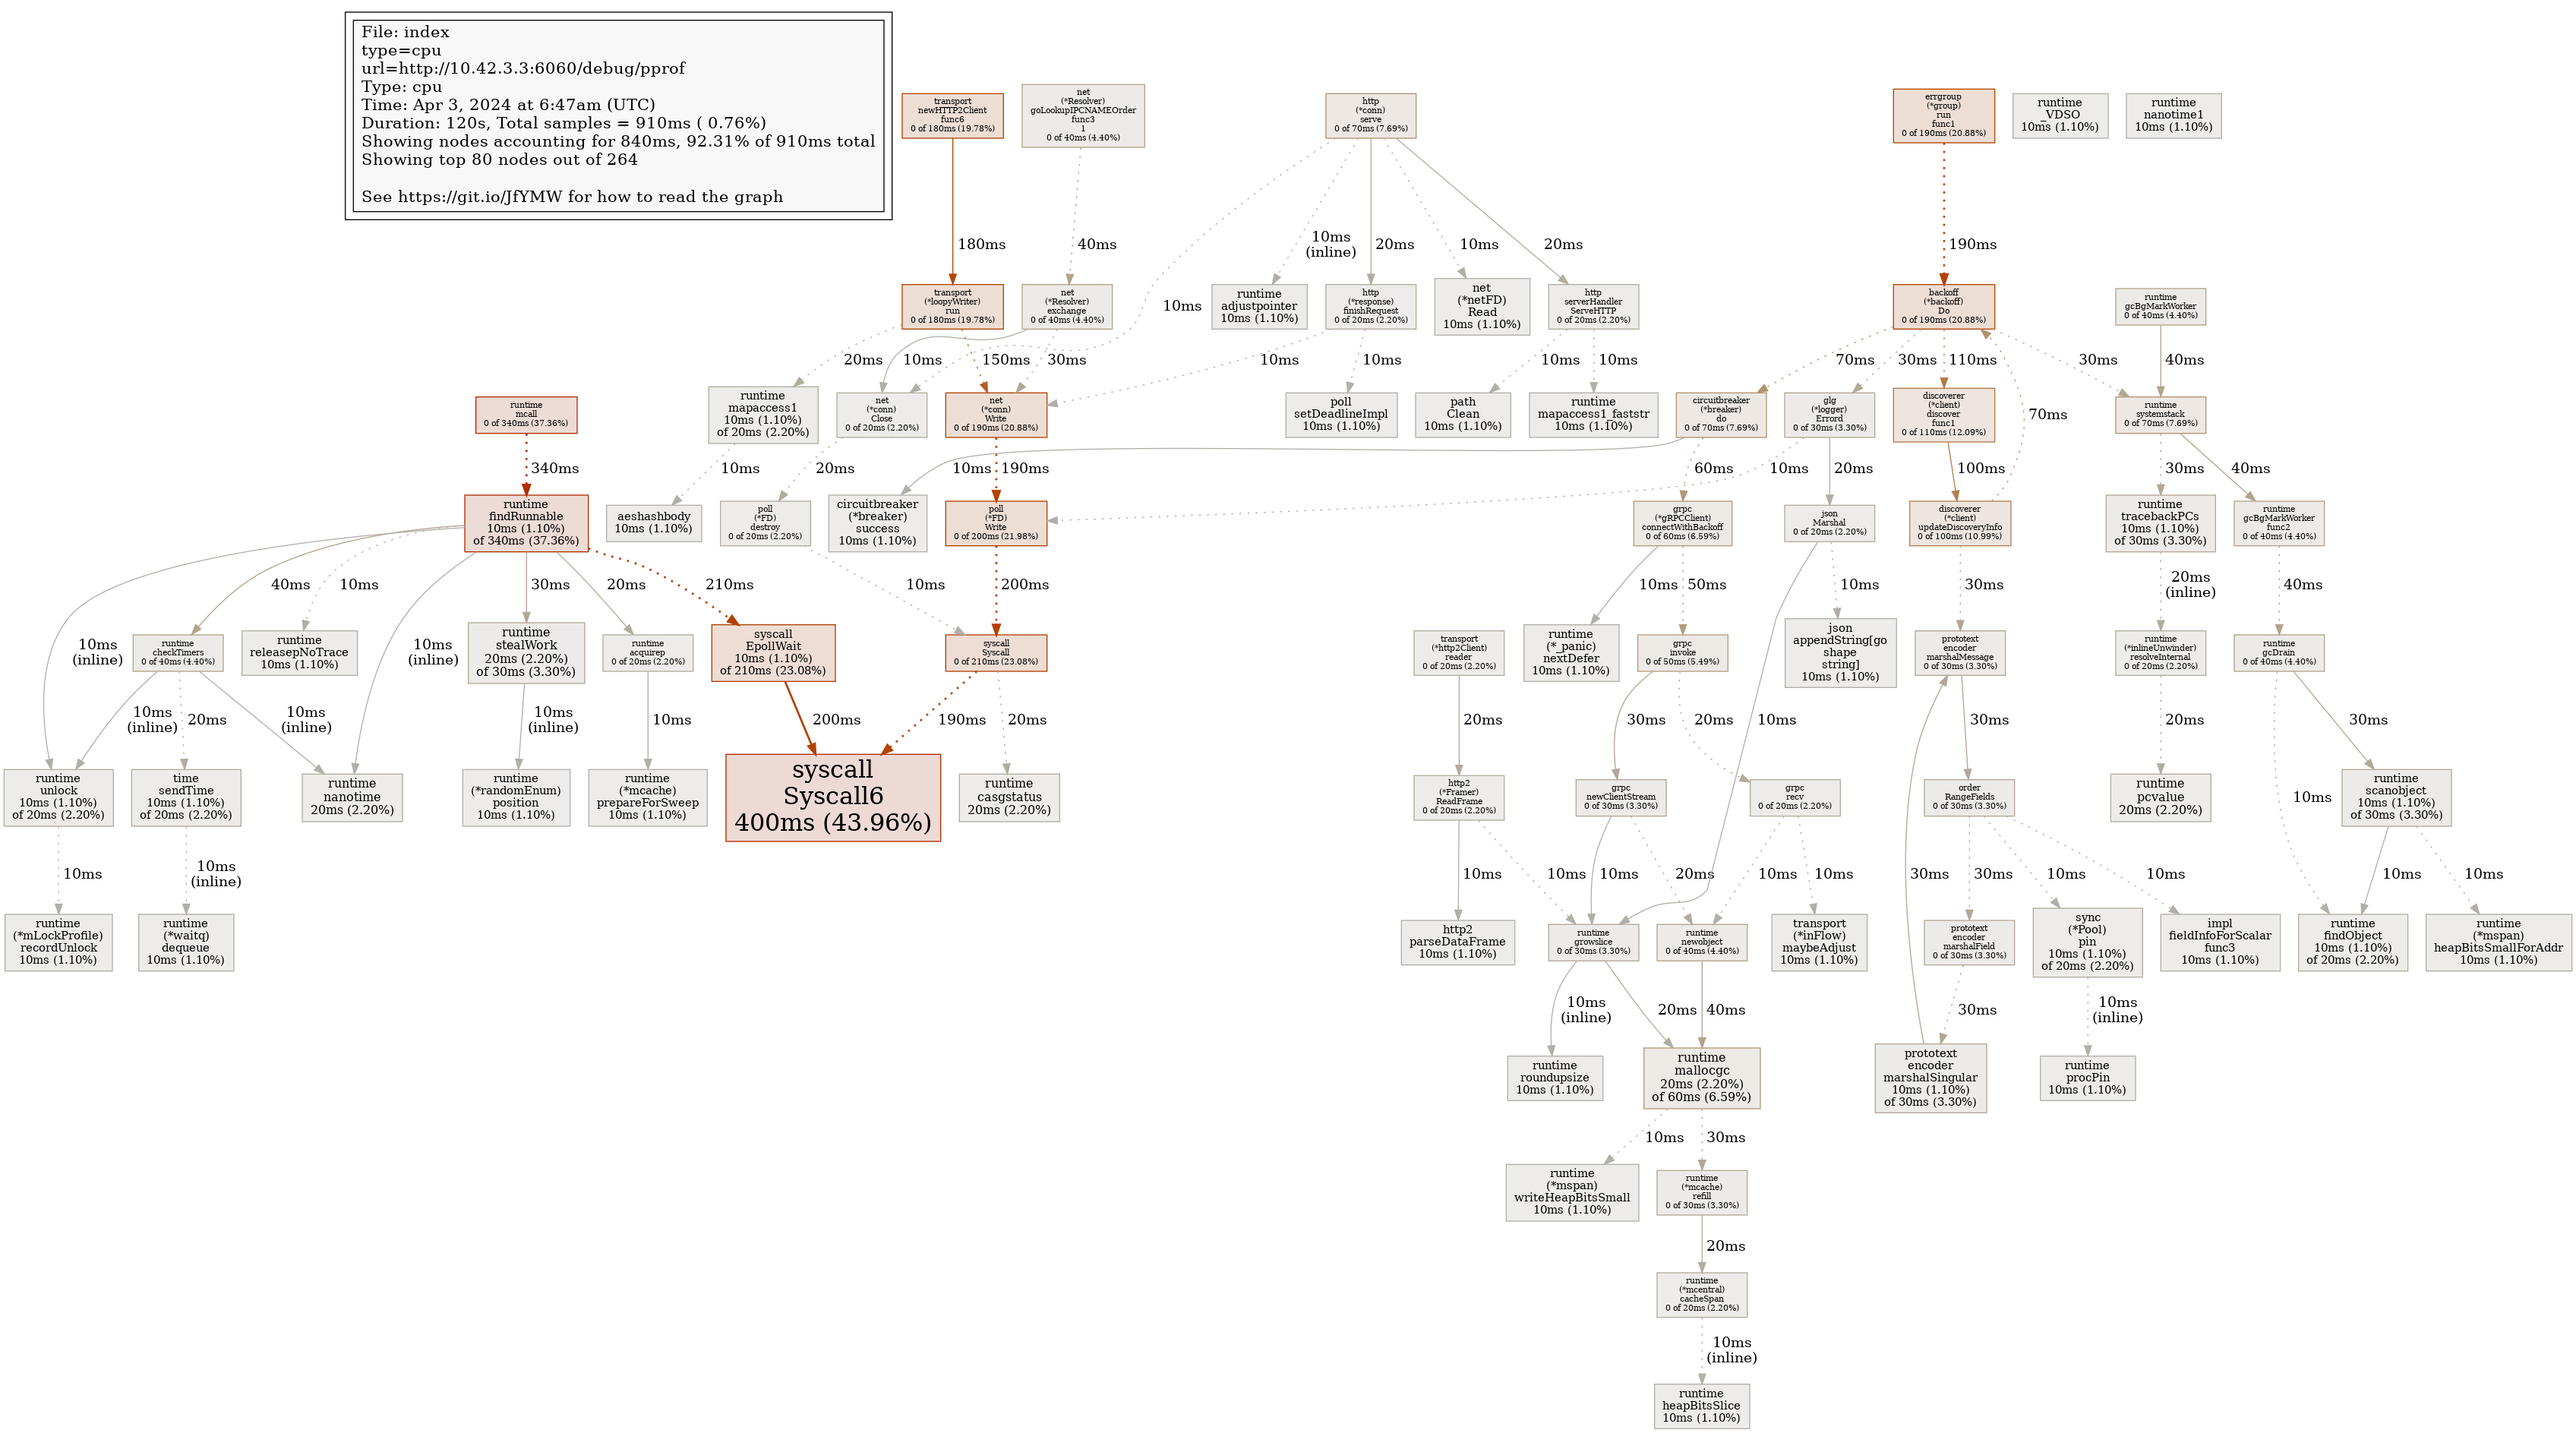 File: index
type=cpu
url=http://10.42.3.3:6060/debug/pprof
Type: cpu
Time: Apr 3, 2024 at 6:47am (UTC)
Duration: 120s, Total samples = 910ms ( 0.76%)
Showing nodes accounting for 840ms, 92.31% of 910ms total
Showing top 80 nodes out of 264
See https://git.io/JfYMW for how to read the graph
transport
newHTTP2Client
func6
0 of 180ms (19.78%)
net
(*Resolver)
goLookupIPCNAMEOrder
func3
1
0 of 40ms (4.40%)
http
(*conn)
serve
0 of 70ms (7.69%)
errgroup
(*group)
run
func1
0 of 190ms (20.88%)
runtime
_VDSO
10ms (1.10%)
runtime
nanotime1
10ms (1.10%)
180ms
40ms
10ms
10ms
(inline)
20ms
10ms
20ms
190ms
transport
(*loopyWriter)
run
0 of 180ms (19.78%)
net
(*Resolver)
exchange
0 of 40ms (4.40%)
runtime
adjustpointer
10ms (1.10%)
http
(*response)
finishRequest
0 of 20ms (2.20%)
net
(*netFD)
Read
10ms (1.10%)
http
serverHandler
ServeHTTP
0 of 20ms (2.20%)
backoff
(*backoff)
Do
0 of 190ms (20.88%)
runtime
gcBgMarkWorker
0 of 40ms (4.40%)
20ms
10ms
150ms
30ms
10ms
10ms
10ms
10ms
70ms
30ms
110ms
30ms
40ms
runtime
mcall
0 of 340ms (37.36%)
runtime
mapaccess1
10ms (1.10%)
of 20ms (2.20%)
net
(*conn)
Close
0 of 20ms (2.20%)
net
(*conn)
Write
0 of 190ms (20.88%)
poll
setDeadlineImpl
10ms (1.10%)
path
Clean
10ms (1.10%)
runtime
mapaccess1_faststr
10ms (1.10%)
circuitbreaker
(*breaker)
do
0 of 70ms (7.69%)
glg
(*logger)
Errord
0 of 30ms (3.30%)
discoverer
(*client)
discover
func1
0 of 110ms (12.09%)
runtime
systemstack
0 of 70ms (7.69%)
70ms
340ms
10ms
20ms
190ms
10ms
60ms
10ms
20ms
100ms
30ms
40ms
runtime
findRunnable
10ms (1.10%)
of 340ms (37.36%)
aeshashbody
10ms (1.10%)
poll
(*FD)
destroy
0 of 20ms (2.20%)
circuitbreaker
(*breaker)
success
10ms (1.10%)
poll
(*FD)
Write
0 of 200ms (21.98%)
grpc
(*gRPCClient)
connectWithBackoff
0 of 60ms (6.59%)
json
Marshal
0 of 20ms (2.20%)
discoverer
(*client)
updateDiscoveryInfo
0 of 100ms (10.99%)
runtime
tracebackPCs
10ms (1.10%)
of 30ms (3.30%)
runtime
gcBgMarkWorker
func2
0 of 40ms (4.40%)
10ms
(inline)
40ms
10ms
10ms
(inline)
30ms
20ms
210ms
10ms
200ms
10ms
50ms
10ms
10ms
30ms
20ms
(inline)
40ms
runtime
checkTimers
0 of 40ms (4.40%)
runtime
releasepNoTrace
10ms (1.10%)
runtime
stealWork
20ms (2.20%)
of 30ms (3.30%)
runtime
acquirep
0 of 20ms (2.20%)
syscall
EpollWait
10ms (1.10%)
of 210ms (23.08%)
syscall
Syscall
0 of 210ms (23.08%)
transport
(*http2Client)
reader
0 of 20ms (2.20%)
runtime
(*_panic)
nextDefer
10ms (1.10%)
grpc
invoke
0 of 50ms (5.49%)
json
appendString[go
shape
string]
10ms (1.10%)
prototext
encoder
marshalMessage
0 of 30ms (3.30%)
runtime
(*inlineUnwinder)
resolveInternal
0 of 20ms (2.20%)
runtime
gcDrain
0 of 40ms (4.40%)
10ms
(inline)
20ms
10ms
(inline)
10ms
(inline)
10ms
200ms
190ms
20ms
20ms
30ms
20ms
30ms
20ms
10ms
30ms
runtime
unlock
10ms (1.10%)
of 20ms (2.20%)
time
sendTime
10ms (1.10%)
of 20ms (2.20%)
runtime
nanotime
20ms (2.20%)
runtime
(*randomEnum)
position
10ms (1.10%)
runtime
(*mcache)
prepareForSweep
10ms (1.10%)
syscall
Syscall6
400ms (43.96%)
runtime
casgstatus
20ms (2.20%)
http2
(*Framer)
ReadFrame
0 of 20ms (2.20%)
grpc
newClientStream
0 of 30ms (3.30%)
grpc
recv
0 of 20ms (2.20%)
order
RangeFields
0 of 30ms (3.30%)
runtime
pcvalue
20ms (2.20%)
runtime
scanobject
10ms (1.10%)
of 30ms (3.30%)
10ms
10ms
(inline)
10ms
10ms
10ms
20ms
10ms
10ms
30ms
30ms
10ms
10ms
10ms
10ms
runtime
(*mLockProfile)
recordUnlock
10ms (1.10%)
runtime
(*waitq)
dequeue
10ms (1.10%)
http2
parseDataFrame
10ms (1.10%)
runtime
growslice
0 of 30ms (3.30%)
runtime
newobject
0 of 40ms (4.40%)
transport
(*inFlow)
maybeAdjust
10ms (1.10%)
prototext
encoder
marshalField
0 of 30ms (3.30%)
sync
(*Pool)
pin
10ms (1.10%)
of 20ms (2.20%)
impl
fieldInfoForScalar
func3
10ms (1.10%)
runtime
findObject
10ms (1.10%)
of 20ms (2.20%)
runtime
(*mspan)
heapBitsSmallForAddr
10ms (1.10%)
10ms
(inline)
20ms
40ms
30ms
10ms
(inline)
runtime
roundupsize
10ms (1.10%)
runtime
mallocgc
20ms (2.20%)
of 60ms (6.59%)
prototext
encoder
marshalSingular
10ms (1.10%)
of 30ms (3.30%)
runtime
procPin
10ms (1.10%)
10ms
30ms
runtime
(*mspan)
writeHeapBitsSmall
10ms (1.10%)
runtime
(*mcache)
refill
0 of 30ms (3.30%)
20ms
runtime
(*mcentral)
cacheSpan
0 of 20ms (2.20%)
10ms
(inline)
runtime
heapBitsSlice
10ms (1.10%)